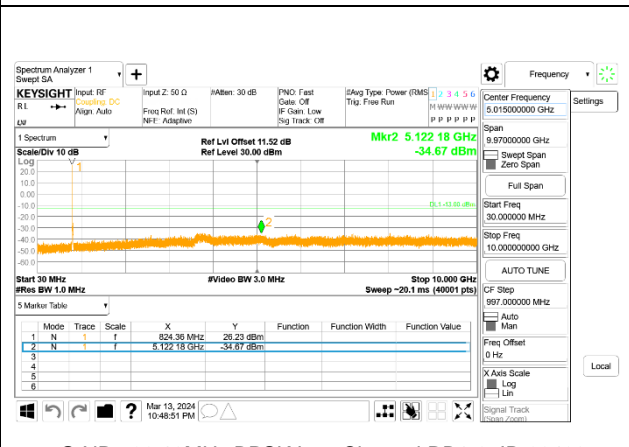 Spectrum Analyzer 1
Swept SA
+
Frequency
KEYSIGHT
Input: RF
Input Z: 50 Ω
#Atten: 30 dB
PNO: Fast
#Avg Type: Power (RMS
1 2 3 4 5 6
RL
Coupling: DC
Gate: Off
Trig: Free Run
M W W W W W
Align: Auto
Freq Ref: Int (S)
IF Gain: Low
NFE: Adaptive
Sig Track: Off
P P P P P P
Center Frequency
5.015000000 GHz
Settings
Span
9.97000000 GHz
Swept Span
Zero Span
Full Span
Start Freq
30.000000 MHz
Stop Freq
10.000000000 GHz
AUTO TUNE
CF Step
997.000000 MHz
Auto
Man
Freq Offset
0 Hz
X Axis Scale
Log
Lin
Signal Track
(Span Zoom)
Local
1 Spectrum
Ref Lvl Offset 11.52 dB
Mkr2 5.122 18 GHz
Scale/Div 10 dB
Ref Level 30.00 dBm
-34.67 dBm
Log
20.0
1
10.0
0.00
-10.0
DL1 -13.00 dBm
-20.0
2
-30.0
-40.0
-50.0
-60.0
Start 30 MHz
#Video BW 3.0 MHz
Stop 10.000 GHz
#Res BW 1.0 MHz
Sweep ~20.1 ms (40001 pts)
5 Marker Table
Mode Trace Scale X Y Function Function Width Function Value
1 N 1 f 824.36 MHz 26.23 dBm
2 N 1 f 5.122 18 GHz -34.67 dBm
3
4
5
6
?
Mar 13, 2024
10:48:51 PM